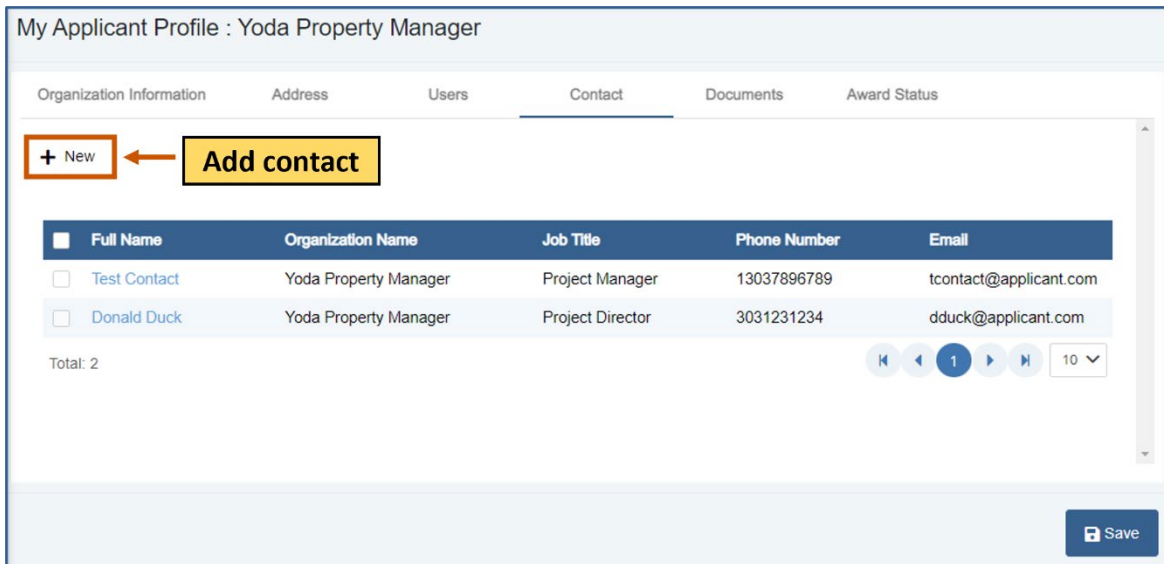 My Applicant Profile : Yoda Property Manager
Organization Information Address Users Contact Documents Award Status
+ New Add contact
Full Name Organization Name Job Title Phone Number Email
Test Contact Yoda Property Manager Project Manager 13037896789 tcontact@applicant.com
Donald Duck Yoda Property Manager Project Director 3031231234 dduck@applicant.com
Total: 2 1 10
Save